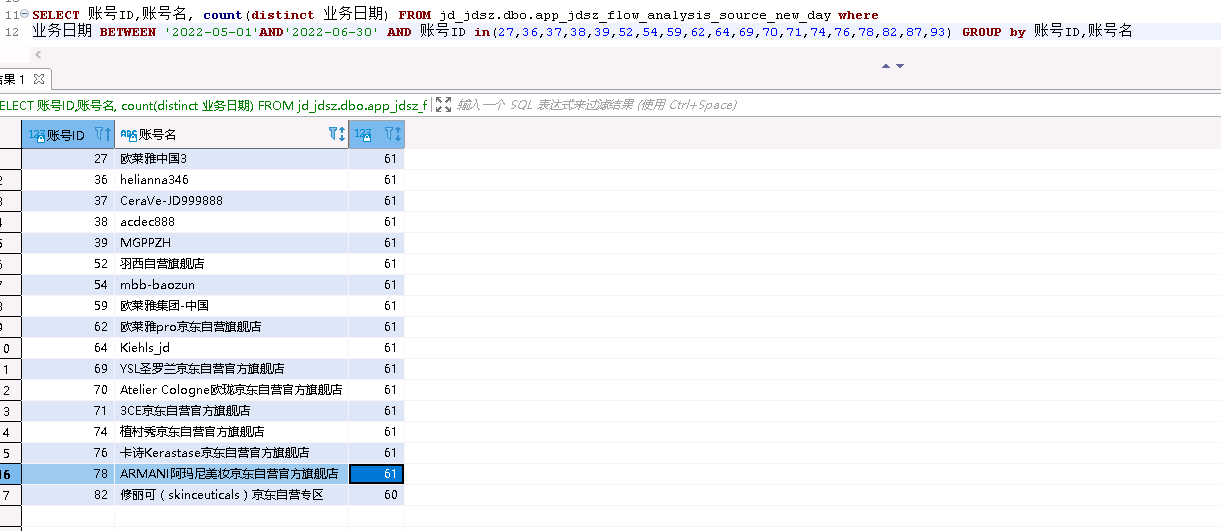 11 SELECT 账号ID,账号名, count(distinct 业务日期) FROM jd_jdsz.dbo.app_jdsz_flow_analysis_source_new_day where
12 业务日期 BETWEEN '2022-05-01'AND'2022-06-30' AND 账号ID in(27,36,37,38,39,52,54,59,62,64,69,70,71,74,76,78,82,87,93) GROUP by 账号ID,账号名
结果 1
SELECT 账号ID,账号名, count(distinct 业务日期) FROM jd_jdsz.dbo.app_jdsz_f 输入一个 SQL 表达式来过滤结果 (使用 Ctrl+Space)
123 账号ID ABC 账号名 123
27 欧莱雅中国3 61
2 36 helianna346 61
3 37 CeraVe-JD999888 61
4 38 acdec888 61
5 39 MGPPZH 61
6 52 羽西自营旗舰店 61
7 54 mbb-baozun 61
8 59 欧莱雅集团-中国 61
9 62 欧莱雅pro京东自营旗舰店 61
0 64 Kiehls_jd 61
1 69 YSL圣罗兰京东自营官方旗舰店 61
2 70 Atelier Cologne欧珑京东自营官方旗舰店 61
3 71 3CE京东自营官方旗舰店 61
4 74 植村秀京东自营官方旗舰店 61
5 76 卡诗Kerastase京东自营官方旗舰店 61
16 78 ARMANI阿玛尼美妆京东自营官方旗舰店 61
7 82 修丽可（skinceuticals）京东自营专区 60